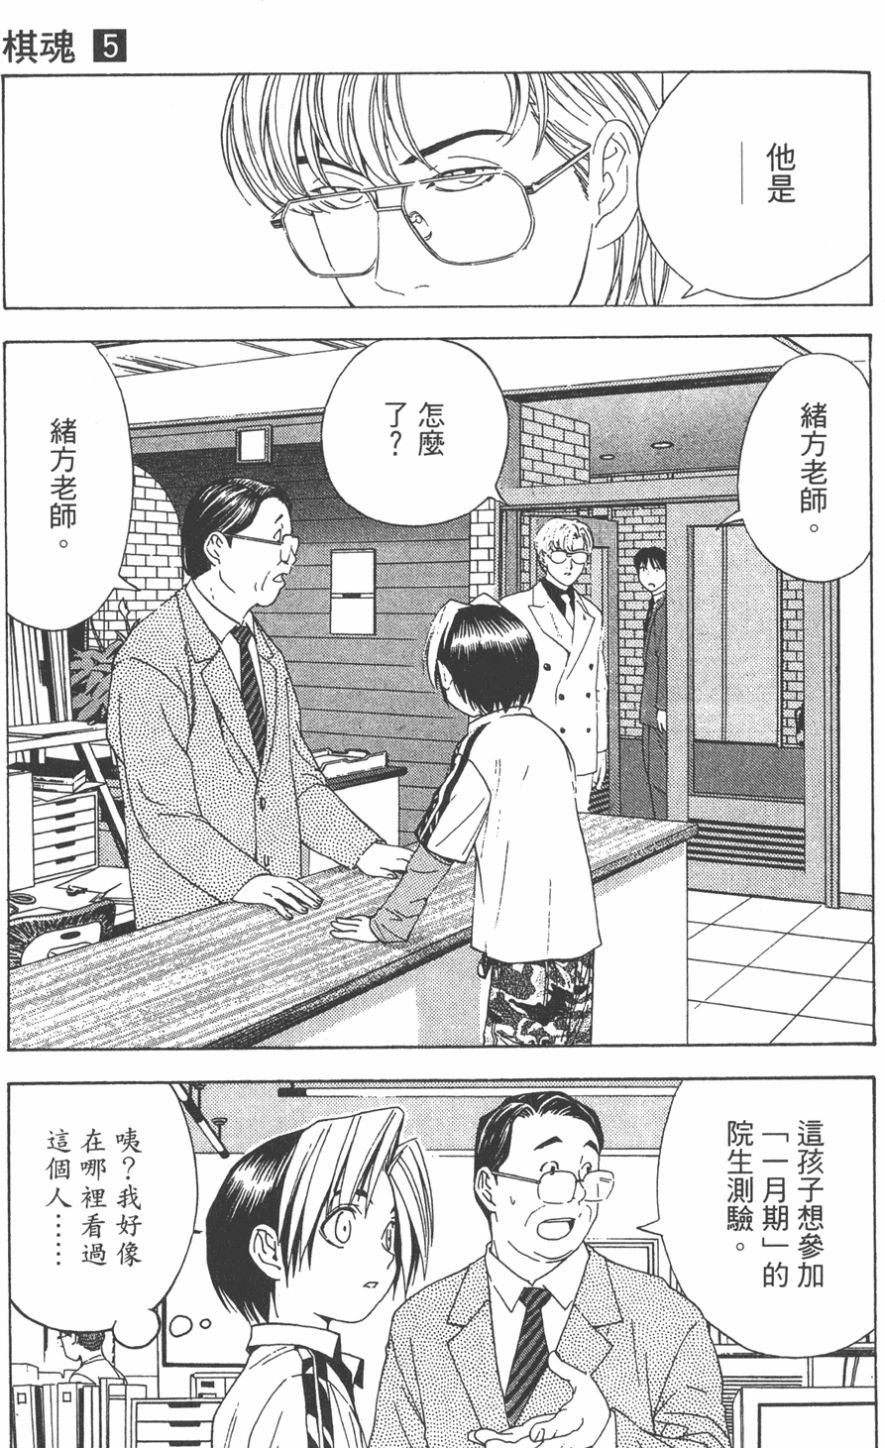 棋魂 5
他是
——
緒方老師。
怎麼
了？
緒方老師。
這孩子想參加
「一月期」的
院生測驗。
咦？我好像
在哪裡看過
這個人……